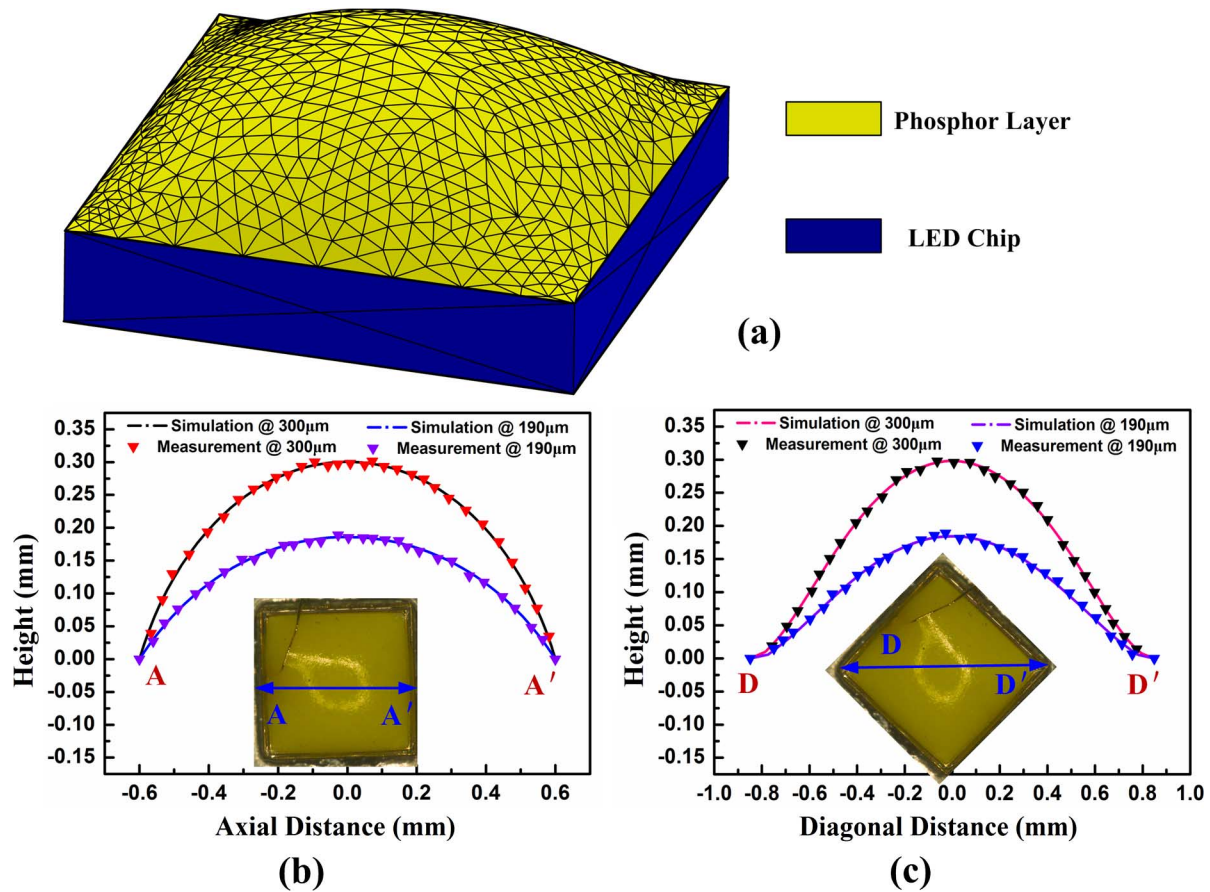 Phosphor Layer
LED Chip
(a)
Simulation @ 300μm
Simulation @ 190μm
Measurement @ 300μm
Measurement @ 190μm
0.35
0.30
0.25
0.20
0.15
0.10
0.05
0.00
-0.05
-0.10
-0.15
Height (mm)
A
A'
A
A'
-0.6
-0.4
-0.2
0.0
0.2
0.4
0.6
Axial Distance (mm)
(b)
Simulation @ 300μm
Simulation @ 190μm
Measurement @ 300μm
Measurement @ 190μm
0.35
0.30
0.25
0.20
0.15
0.10
0.05
0.00
-0.05
-0.10
-0.15
Height (mm)
D
D'
D
D'
-1.0
-0.8
-0.6
-0.4
-0.2
0.0
0.2
0.4
0.6
0.8
1.0
Diagonal Distance (mm)
(c)